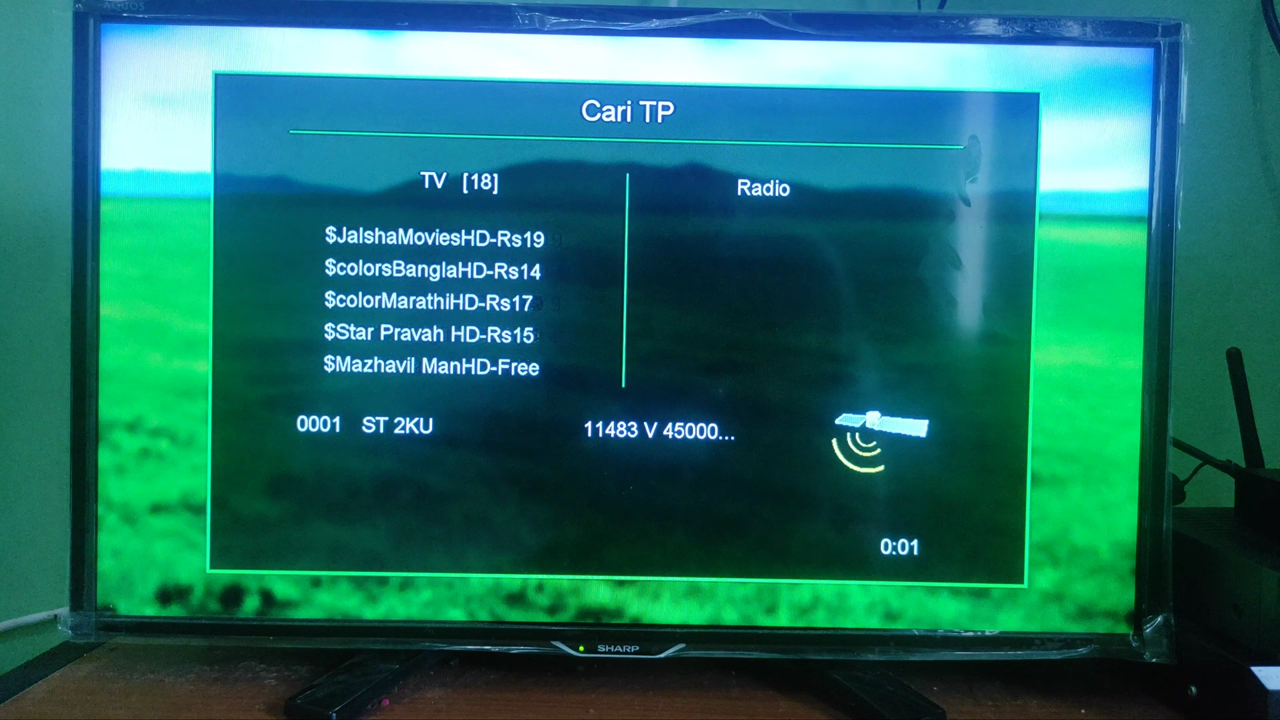 AQUOS
Cari TP
TV [18]
Radio
$JalshaMoviesHD-Rs19
$colorsBanglaHD-Rs14
$colorMarathiHD-Rs17
$Star Pravah HD-Rs15
$Mazhavil ManHD-Free
0001 ST 2KU
11483 V 45000...
0:01
SHARP